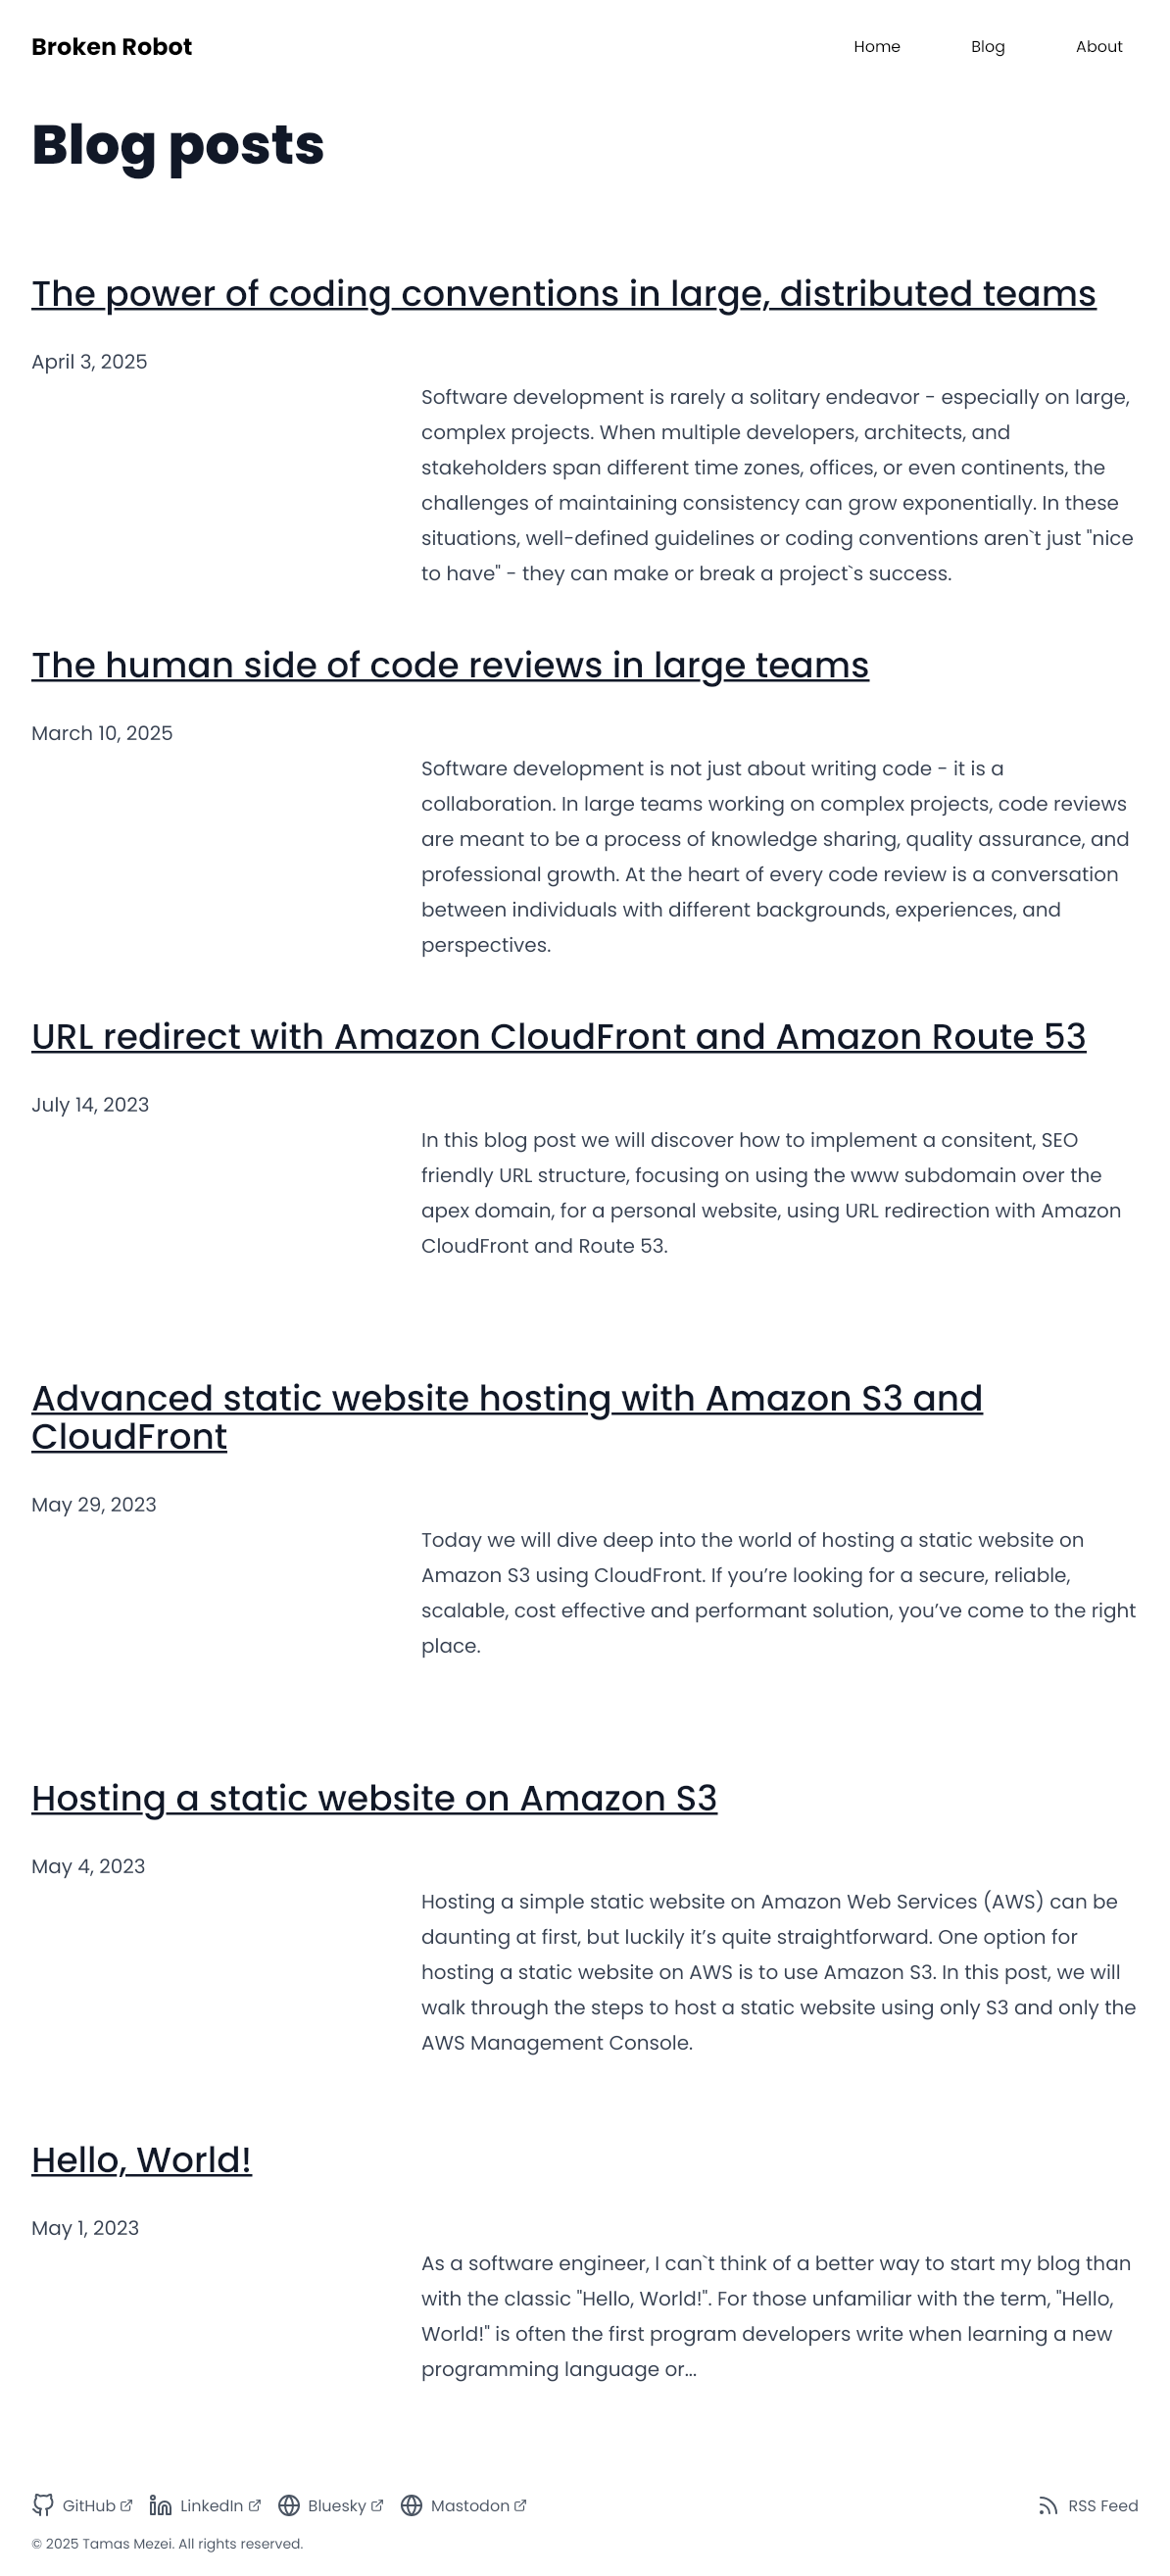 Broken Robot
Home
Blog
About
Blog posts
The power of coding conventions in large, distributed teams
April 3, 2025
Software development is rarely a solitary endeavor - especially on large,
complex projects. When multiple developers, architects, and
stakeholders span different time zones, offices, or even continents, the
challenges of maintaining consistency can grow exponentially. In these
situations, well-defined guidelines or coding conventions aren`t just "nice
to have" - they can make or break a project`s success.
The human side of code reviews in large teams
March 10, 2025
Software development is not just about writing code - it is a
collaboration. In large teams working on complex projects, code reviews
are meant to be a process of knowledge sharing, quality assurance, and
professional growth. At the heart of every code review is a conversation
between individuals with different backgrounds, experiences, and
perspectives.
URL redirect with Amazon CloudFront and Amazon Route 53
July 14, 2023
In this blog post we will discover how to implement a consitent, SEO
friendly URL structure, focusing on using the www subdomain over the
apex domain, for a personal website, using URL redirection with Amazon
CloudFront and Route 53.
Advanced static website hosting with Amazon S3 and
CloudFront
May 29, 2023
Today we will dive deep into the world of hosting a static website on
Amazon S3 using CloudFront. If you’re looking for a secure, reliable,
scalable, cost effective and performant solution, you’ve come to the right
place.
Hosting a static website on Amazon S3
May 4, 2023
Hosting a simple static website on Amazon Web Services (AWS) can be
daunting at first, but luckily it’s quite straightforward. One option for
hosting a static website on AWS is to use Amazon S3. In this post, we will
walk through the steps to host a static website using only S3 and only the
AWS Management Console.
Hello, World!
May 1, 2023
As a software engineer, I can`t think of a better way to start my blog than
with the classic "Hello, World!". For those unfamiliar with the term, "Hello,
World!" is often the first program developers write when learning a new
programming language or...
GitHub
LinkedIn
Bluesky
Mastodon
RSS Feed
© 2025 Tamas Mezei. All rights reserved.